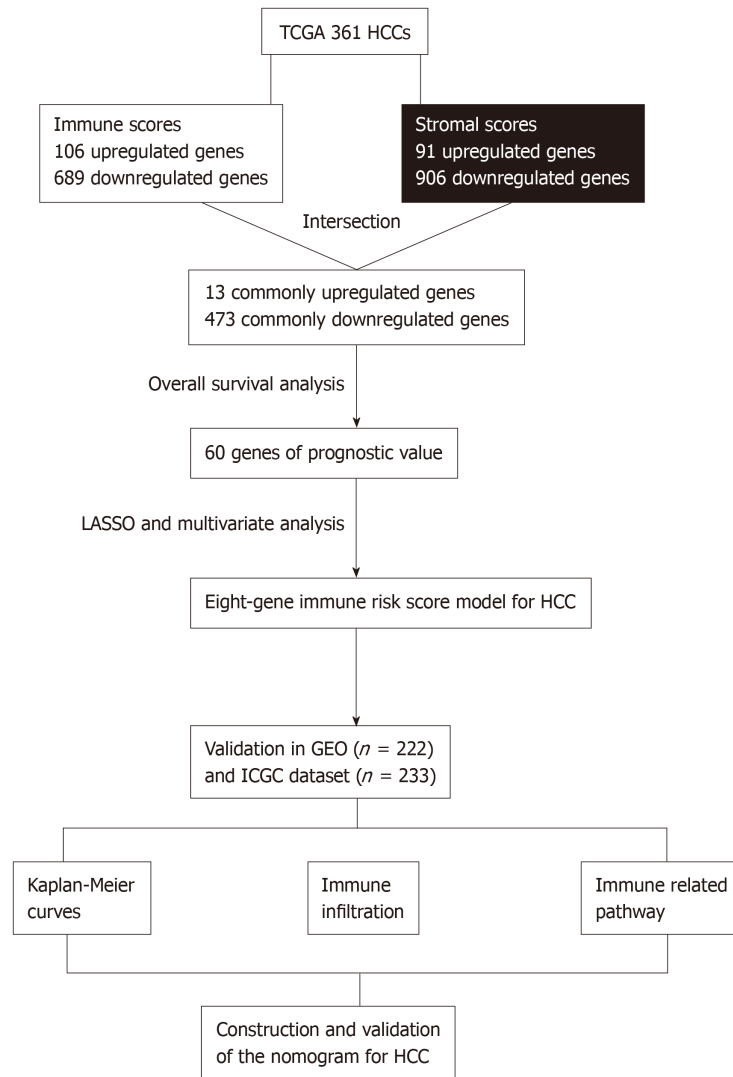 TCGA 361 HCCs
Immune scores
106 upregulated genes
689 downregulated genes
Stromal scores
91 upregulated genes
906 downregulated genes
Intersection
13 commonly upregulated genes
473 commonly downregulated genes
Overall survival analysis
60 genes of prognostic value
LASSO and multivariate analysis
Eight-gene immune risk score model for HCC
Validation in GEO (n = 222)
and ICGC dataset (n = 233)
Kaplan-Meier
curves
Immune
infiltration
Immune related
pathway
Construction and validation
of the nomogram for HCC